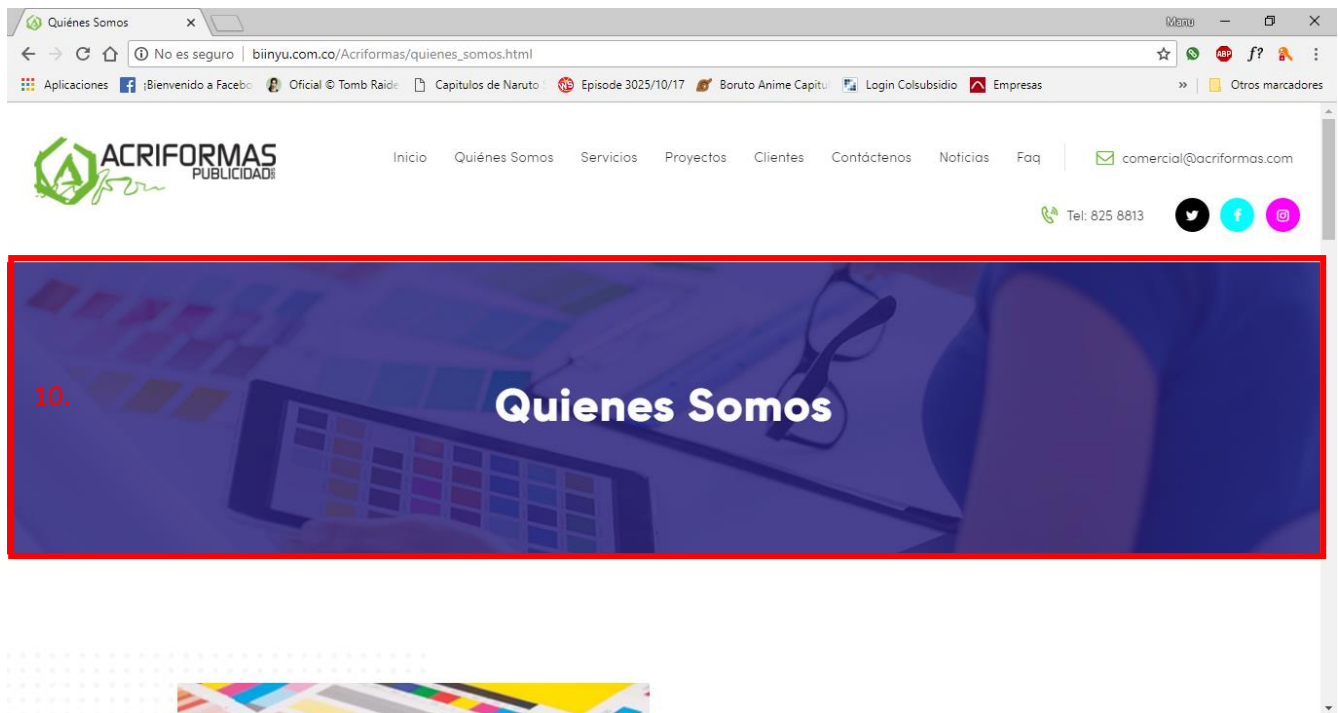 Quiénes Somos
Manu
No es seguro | biinyu.com.co/Acriformas/quienes_somos.html
Aplicaciones ¡Bienvenido a Facebo Oficial © Tomb Raide Capitulos de Naruto S Episode 3025/10/17 Boruto Anime Capitu Login Colsubsidio Empresas » Otros marcadores
ACRIFORMAS
PUBLICIDAD
Inicio Quiénes Somos Servicios Proyectos Clientes Contáctenos Noticias Faq comercial@acriformas.com
Tel: 825 8813
10.
Quienes Somos